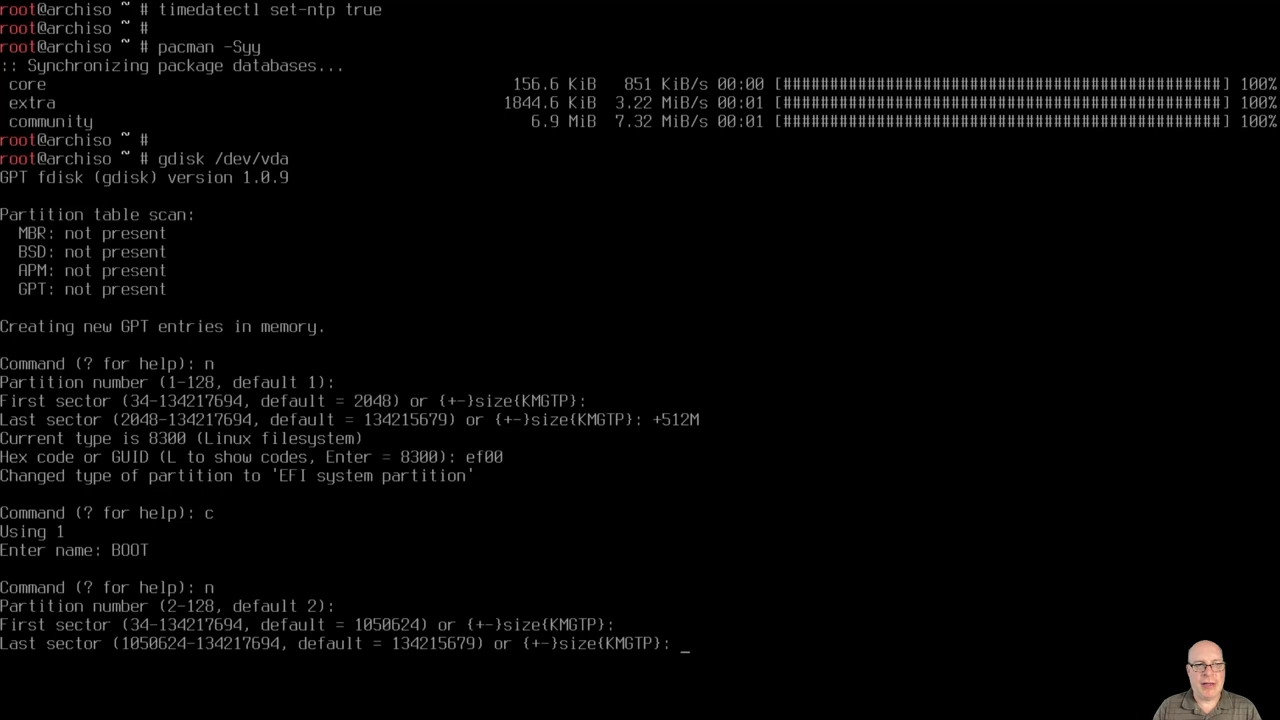 root@archiso ~ # timedatectl set-ntp true
root@archiso ~ #
root@archiso ~ # pacman -Syy
:: Synchronizing package databases...
core 156.6 KiB 851 KiB/s 00:00 [################################################] 100%
extra 1844.6 KiB 3.22 MiB/s 00:01 [################################################] 100%
community 6.9 MiB 7.32 MiB/s 00:01 [################################################] 100%
root@archiso ~ #
root@archiso ~ # gdisk /dev/vda
GPT fdisk (gdisk) version 1.0.9
Partition table scan:
MBR: not present
BSD: not present
APM: not present
GPT: not present
Creating new GPT entries in memory.
Command (? for help): n
Partition number (1-128, default 1):
First sector (34-134217694, default = 2048) or {+-}size{KMGTP}:
Last sector (2048-134217694, default = 134215679) or {+-}size{KMGTP}: +512M
Current type is 8300 (Linux filesystem)
Hex code or GUID (L to show codes, Enter = 8300): ef00
Changed type of partition to 'EFI system partition'
Command (? for help): c
Using 1
Enter name: BOOT
Command (? for help): n
Partition number (2-128, default 2):
First sector (34-134217694, default = 1050624) or {+-}size{KMGTP}:
Last sector (1050624-134217694, default = 134215679) or {+-}size{KMGTP}: _